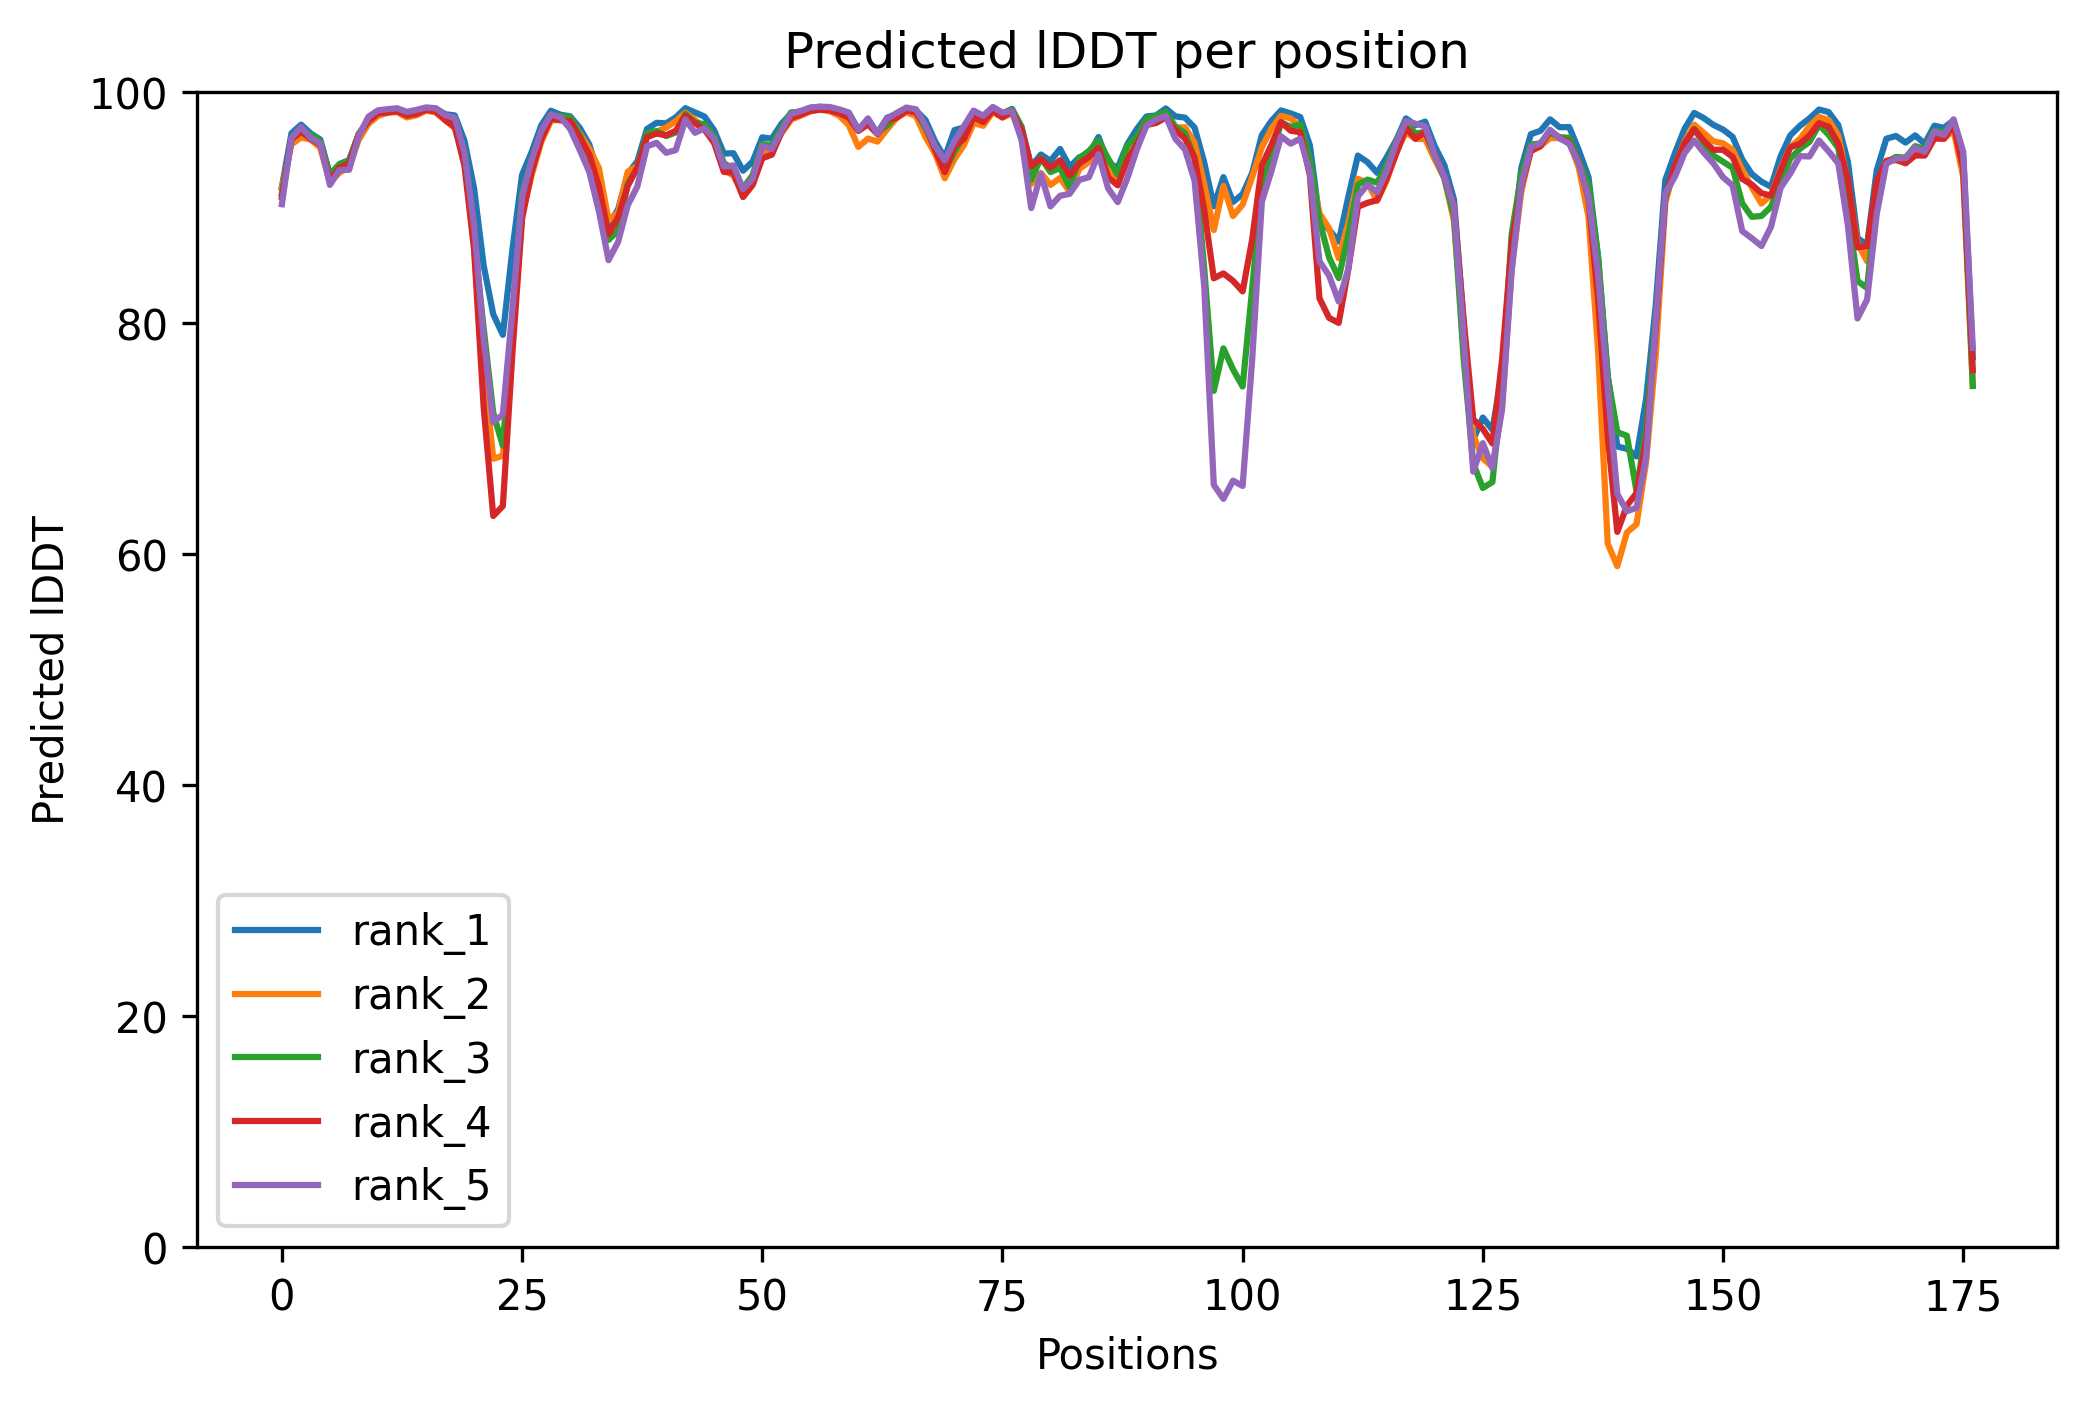 Predicted lDDT per position
100
80
60
40
20
0
Predicted lDDT
rank_1
rank_2
rank_3
rank_4
rank_5
0 25 50 75 100 125 150 175
Positions